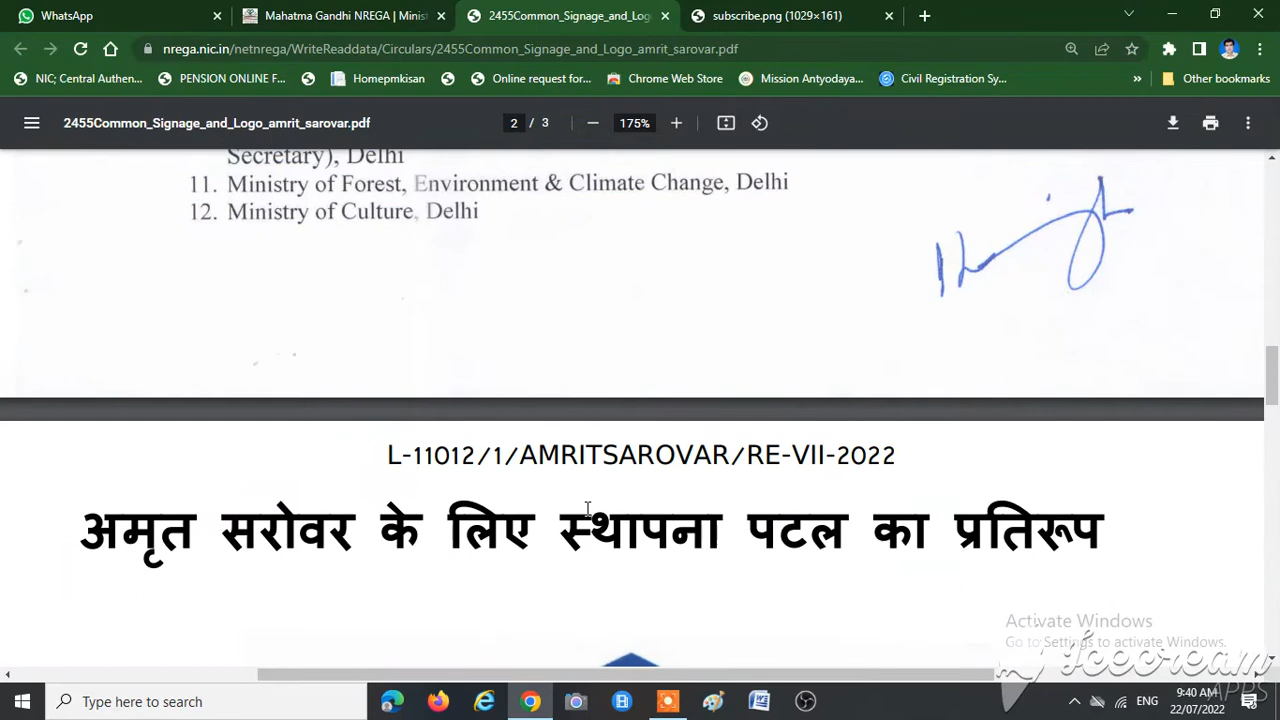 WhatsApp
Mahatma Gandhi NREGA | Minist
2455Common_Signage_and_Logo
subscribe.png (1029×161)
nrega.nic.in/netnrega/WriteReaddata/Circulars/2455Common_Signage_and_Logo_amrit_sarovar.pdf
NIC; Central Authen...
PENSION ONLINE F...
Homepmkisan
Online request for...
Chrome Web Store
Mission Antyodaya...
Civil Registration Sy...
»
Other bookmarks
2455Common_Signage_and_Logo_amrit_sarovar.pdf
2 / 3
175%
Secretary), Delhi
11. Ministry of Forest, Environment & Climate Change, Delhi
12. Ministry of Culture, Delhi
L-11012/1/AMRITSAROVAR/RE-VII-2022
अमृत सरोवर के लिए स्थापना पटल का प्रतिरूप
Activate Windows
Go to Settings to activate Windows.
Icecream
APPS
Type here to search
ENG
9:40 AM
22/07/2022